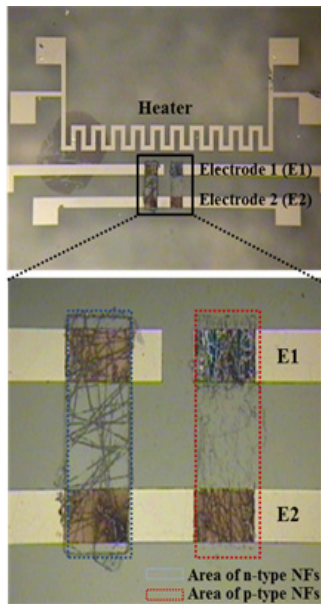 Heater
Electrode 1 (E1)
Electrode 2 (E2)
E1
E2
Area of n-type NFs
Area of p-type NFs